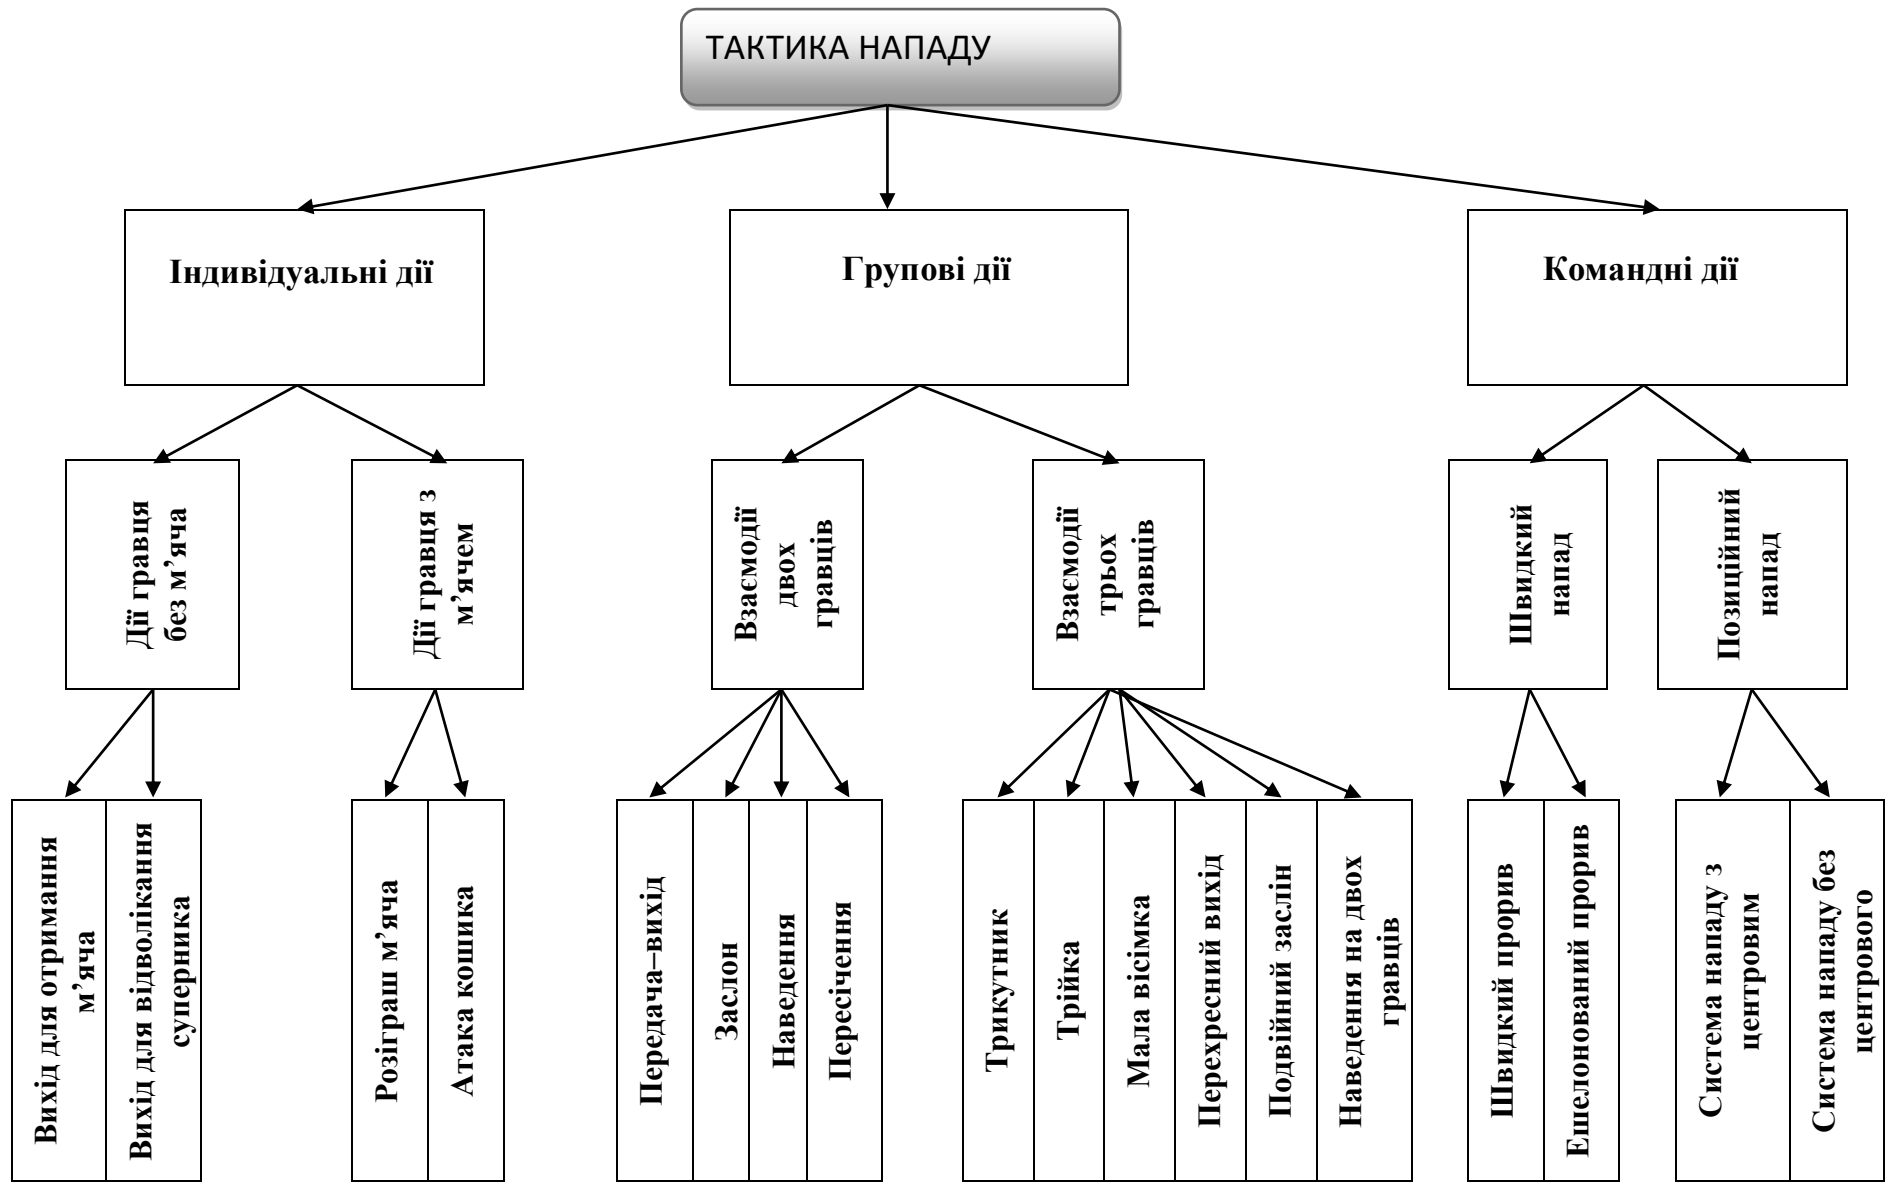 ТАКТИКА НАПАДУ
Індивідуальні дії
Групові дії
Командні дії
Дії гравця
без м’яча
Дії гравця з
м’ячем
Взаємодії
двох
гравців
Взаємодії
трьох
гравців
Швидкий
напад
Позиційний
напад
Вихід для отримання
м’яча
Вихід для відволікання
суперника
Розіграш м’яча
Атака кошика
Передача–вихід
Заслон
Наведення
Пересічення
Трикутник
Трійка
Мала вісімка
Перехресний вихід
Подвійний заслін
Наведення на двох
гравців
Швидкий прорив
Ешелонований прорив
Система нападу з
центровим
Система нападу без
центрового